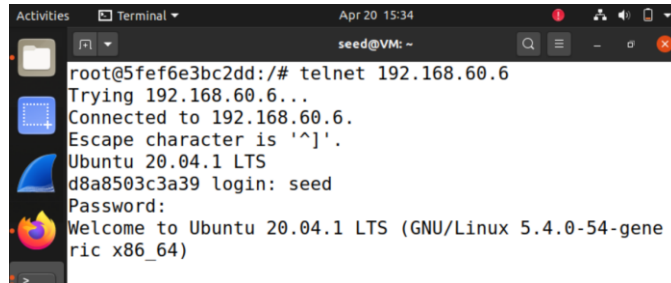 Activities
Terminal
Apr 20 15:34
seed@VM: ~
root@5fef6e3bc2dd:/# telnet 192.168.60.6
Trying 192.168.60.6...
Connected to 192.168.60.6.
Escape character is '^]'.
Ubuntu 20.04.1 LTS
d8a8503c3a39 login: seed
Password:
Welcome to Ubuntu 20.04.1 LTS (GNU/Linux 5.4.0-54-gene
ric x86_64)